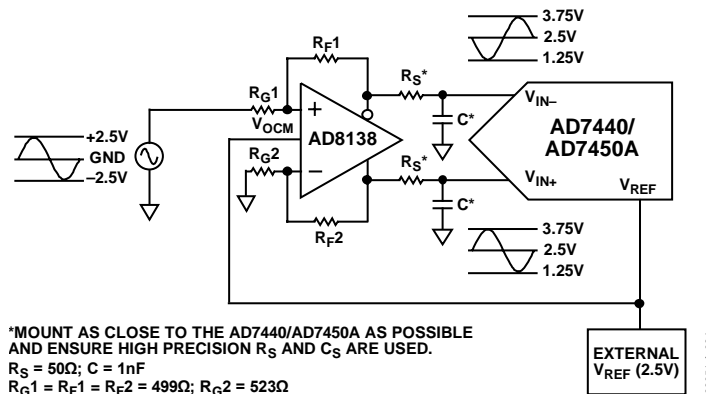 3.75V
2.5V
1.25V
RF1
RS*
RG1
VIN–
+
VOCM
C*
AD7440/
AD7450A
AD8138
+2.5V
GND
–2.5V
RG2
RS*
–
VIN+
VREF
C*
RF2
3.75V
2.5V
1.25V
*MOUNT AS CLOSE TO THE AD7440/AD7450A AS POSSIBLE
AND ENSURE HIGH PRECISION RS AND CS ARE USED.
RS = 50Ω; C = 1nF
RG1 = RF1 = RF2 = 499Ω; RG2 = 523Ω
EXTERNAL
VREF (2.5V)